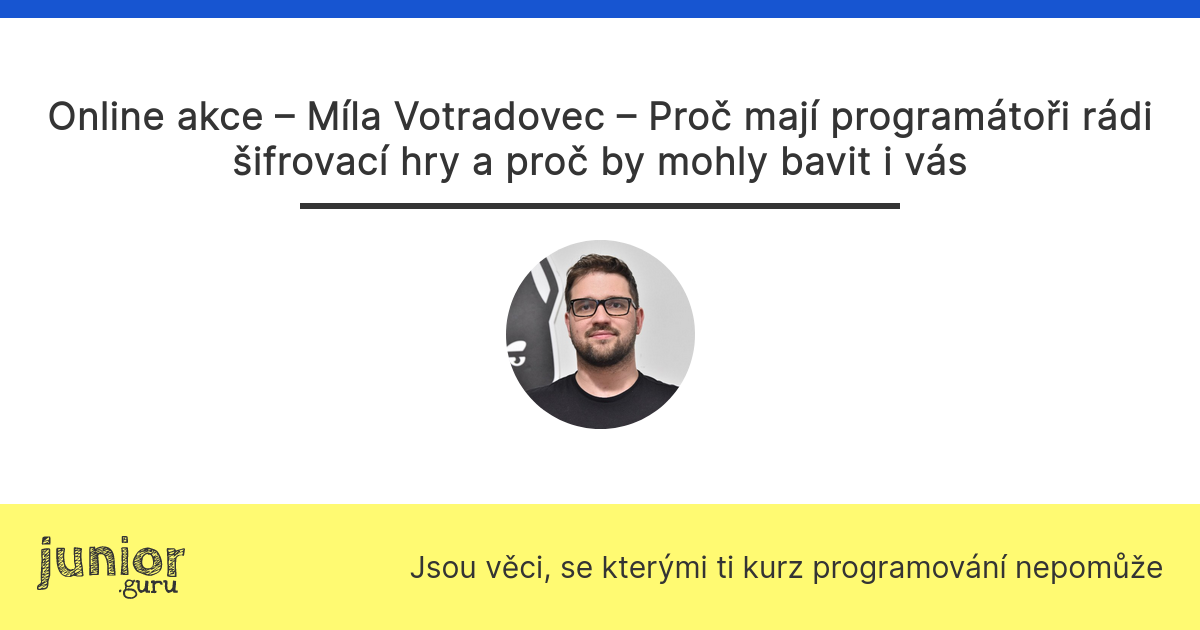 Online akce – Míla Votradovec – Proč mají programátoři rádi
šifrovací hry a proč by mohly bavit i vás
junior
.guru
Jsou věci, se kterými ti kurz programování nepomůže